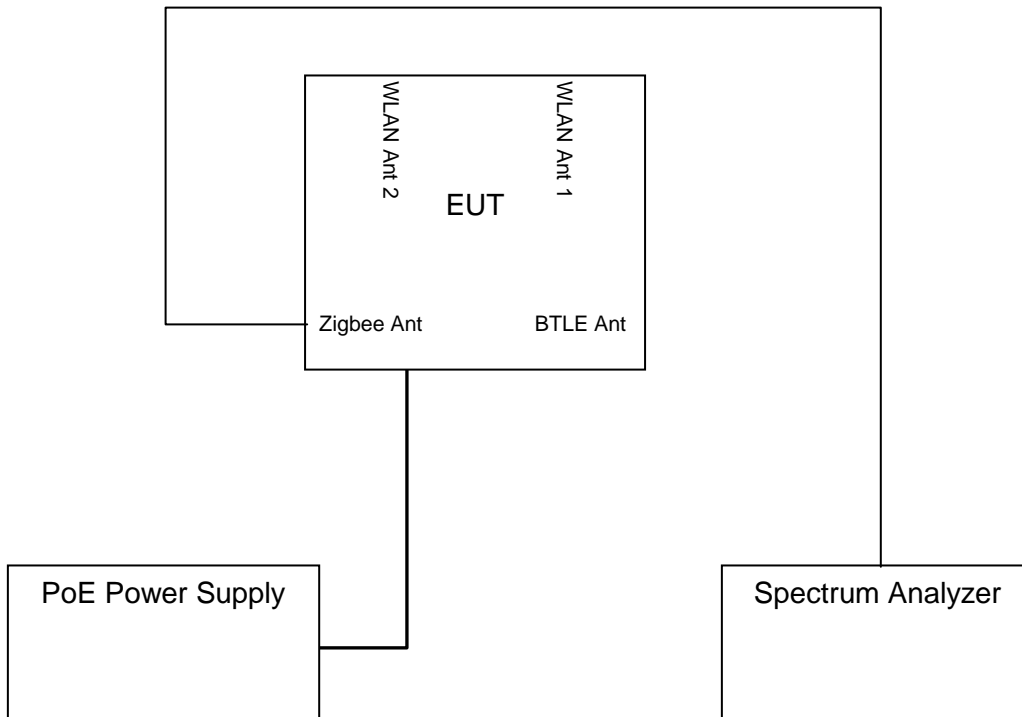 WLAN Ant 2
WLAN Ant 1
EUT
Zigbee Ant
BTLE Ant
PoE Power Supply
Spectrum Analyzer